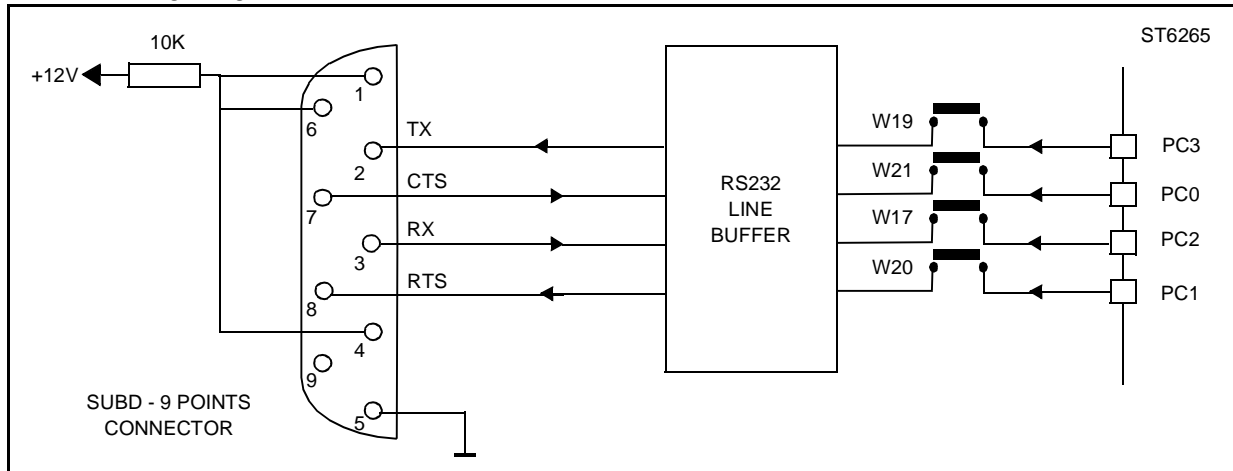 10K
+12V
1
6
2
7
3
8
4
9
5
TX
CTS
RX
RTS
SUBD - 9 POINTS
CONNECTOR
RS232
LINE
BUFFER
W19
W21
W17
W20
ST6265
PC3
PC0
PC2
PC1